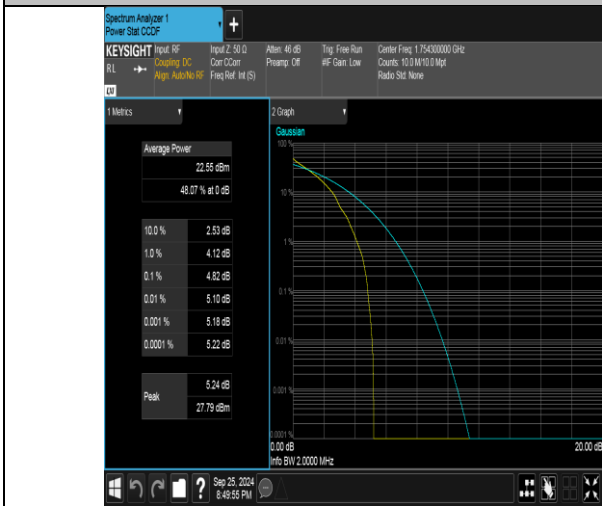 Spectrum Analyzer 1
Power Stat CCDF
+
KEYSIGHT
RL
Input: RF
Coupling: DC
Align: Auto/No RF
Input Z: 50 Ω
Corr CCorr
Freq Ref: Int (S)
Atten: 46 dB
Preamp: Off
Trig: Free Run
#IF Gain: Low
Center Freq: 1.754300000 GHz
Counts: 10.0 M/10.0 Mpt
Radio Std: None
1 Metrics
Average Power
22.55 dBm
48.07 % at 0 dB
10.0 % 2.53 dB
1.0 % 4.12 dB
0.1 % 4.82 dB
0.01 % 5.10 dB
0.001 % 5.18 dB
0.0001 % 5.22 dB
Peak
5.24 dB
27.79 dBm
2 Graph
Gaussian
100 %
10 %
1 %
0.1 %
0.01 %
0.001 %
0.0001 %
0.00 dB
20.00 dB
Info BW 2.0000 MHz
?
Sep 25, 2024
8:49:55 PM